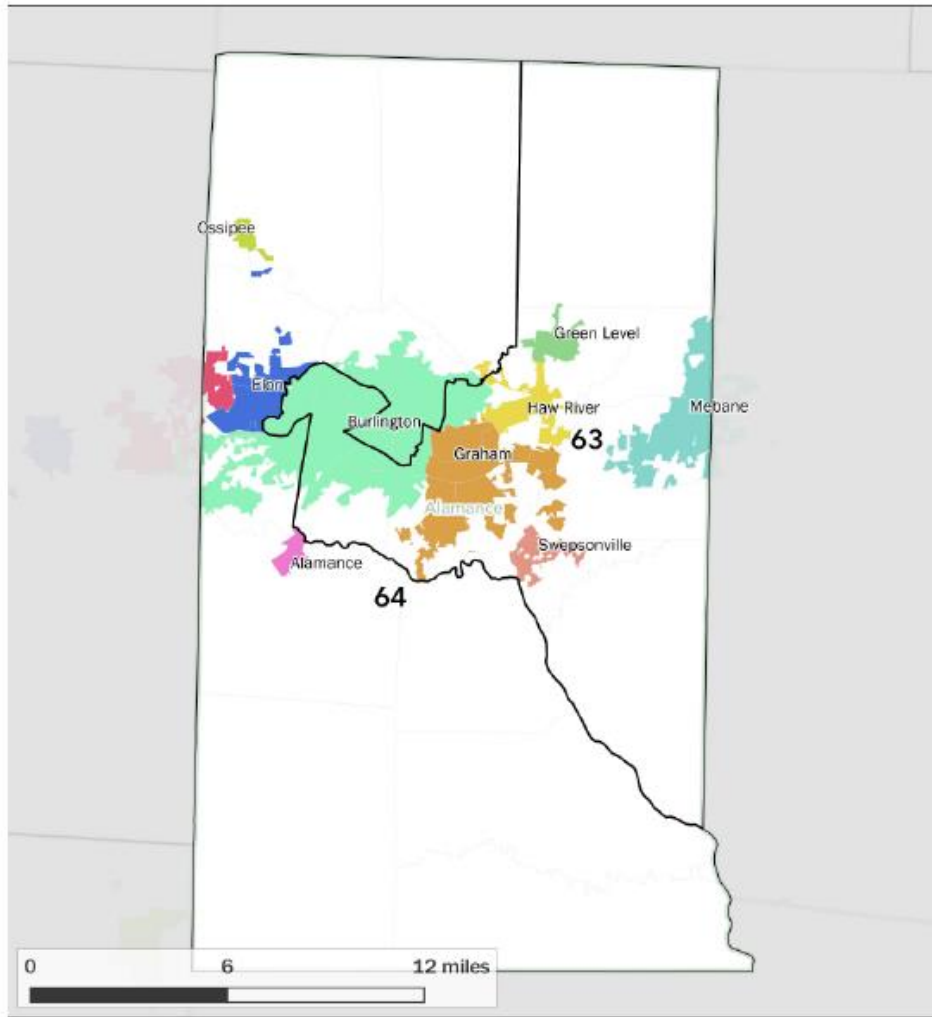 Ossipee
Green Level
Elon
Mebane
Haw River
Burlington
63
Graham
Alamance
Swepsonville
Alamance
64
0 6 12 miles